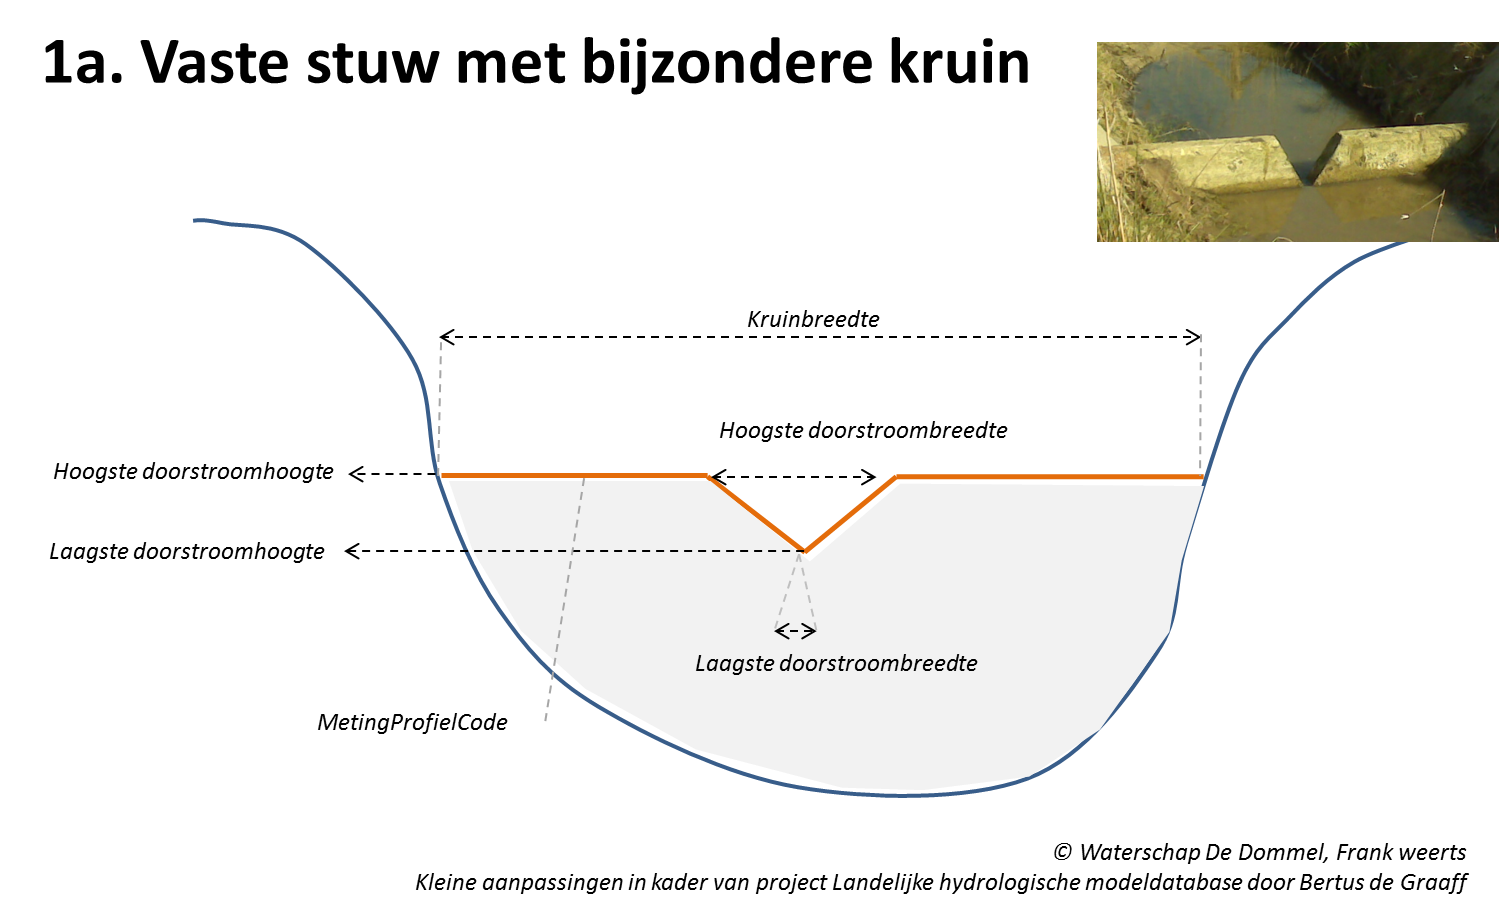 1a. Vaste stuw met bijzondere kruin
Kruinbreedte
Hoogste doorstroombreedte
Hoogste doorstroomhoogte
Laagste doorstroomhoogte
Laagste doorstroombreedte
MetingProfielCode
© Waterschap De Dommel, Frank weerts
Kleine aanpassingen in kader van project Landelijke hydrologische modeldatabase door Bertus de Graaff